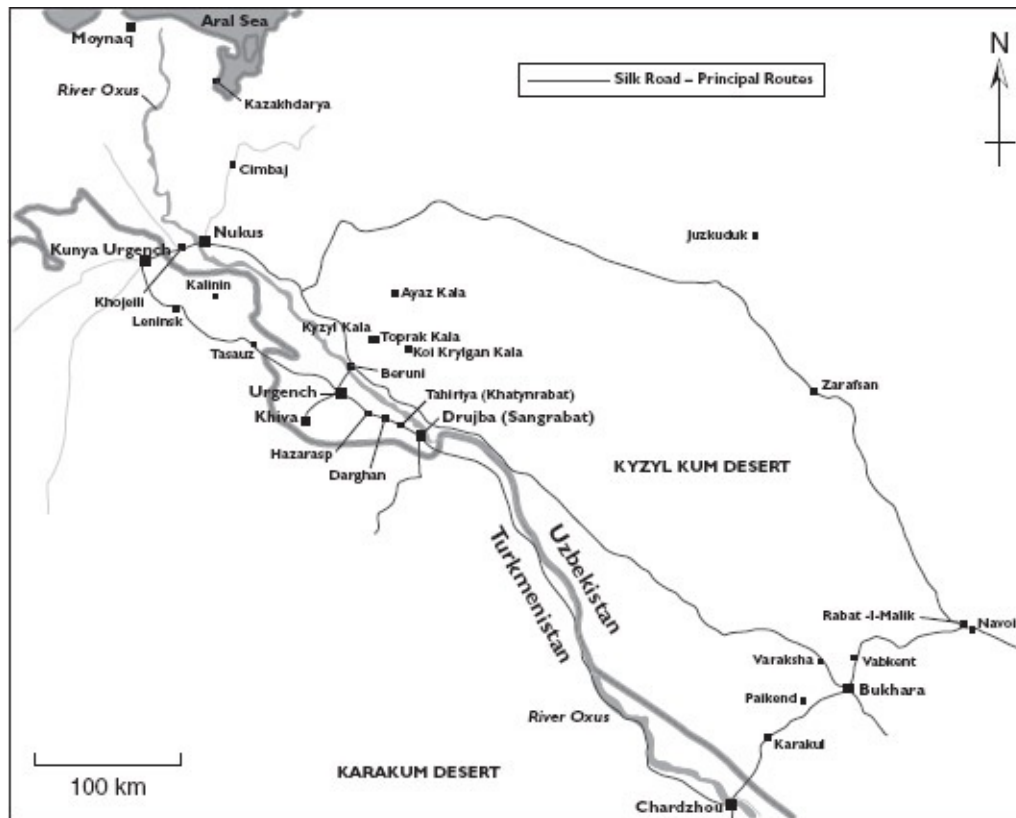 Aral Sea
Moynaq
N
River Oxus
Silk Road – Principal Routes
Kazakhdarya
Cimbaj
Nukus
Juzkuduk
Kunya Urgench
Khojeili
Kalinin
Ayaz Kala
Leninsk
Kyzyl Kala
Toprak Kala
Tasauz
Koi Krylgan Kala
Beruni
Urgench
Tahiriya (Khatynrabat)
Zarafsan
Khiva
Drujba (Sangrabat)
Hazarasp
Darghan
KYZYL KUM DESERT
Uzbekistan
Turkmenistan
Rabat -I-Malik
Navoi
Varaksha
Vabkent
Bukhara
Paikend
River Oxus
Karakul
100 km
KARAKUM DESERT
Chardzhou